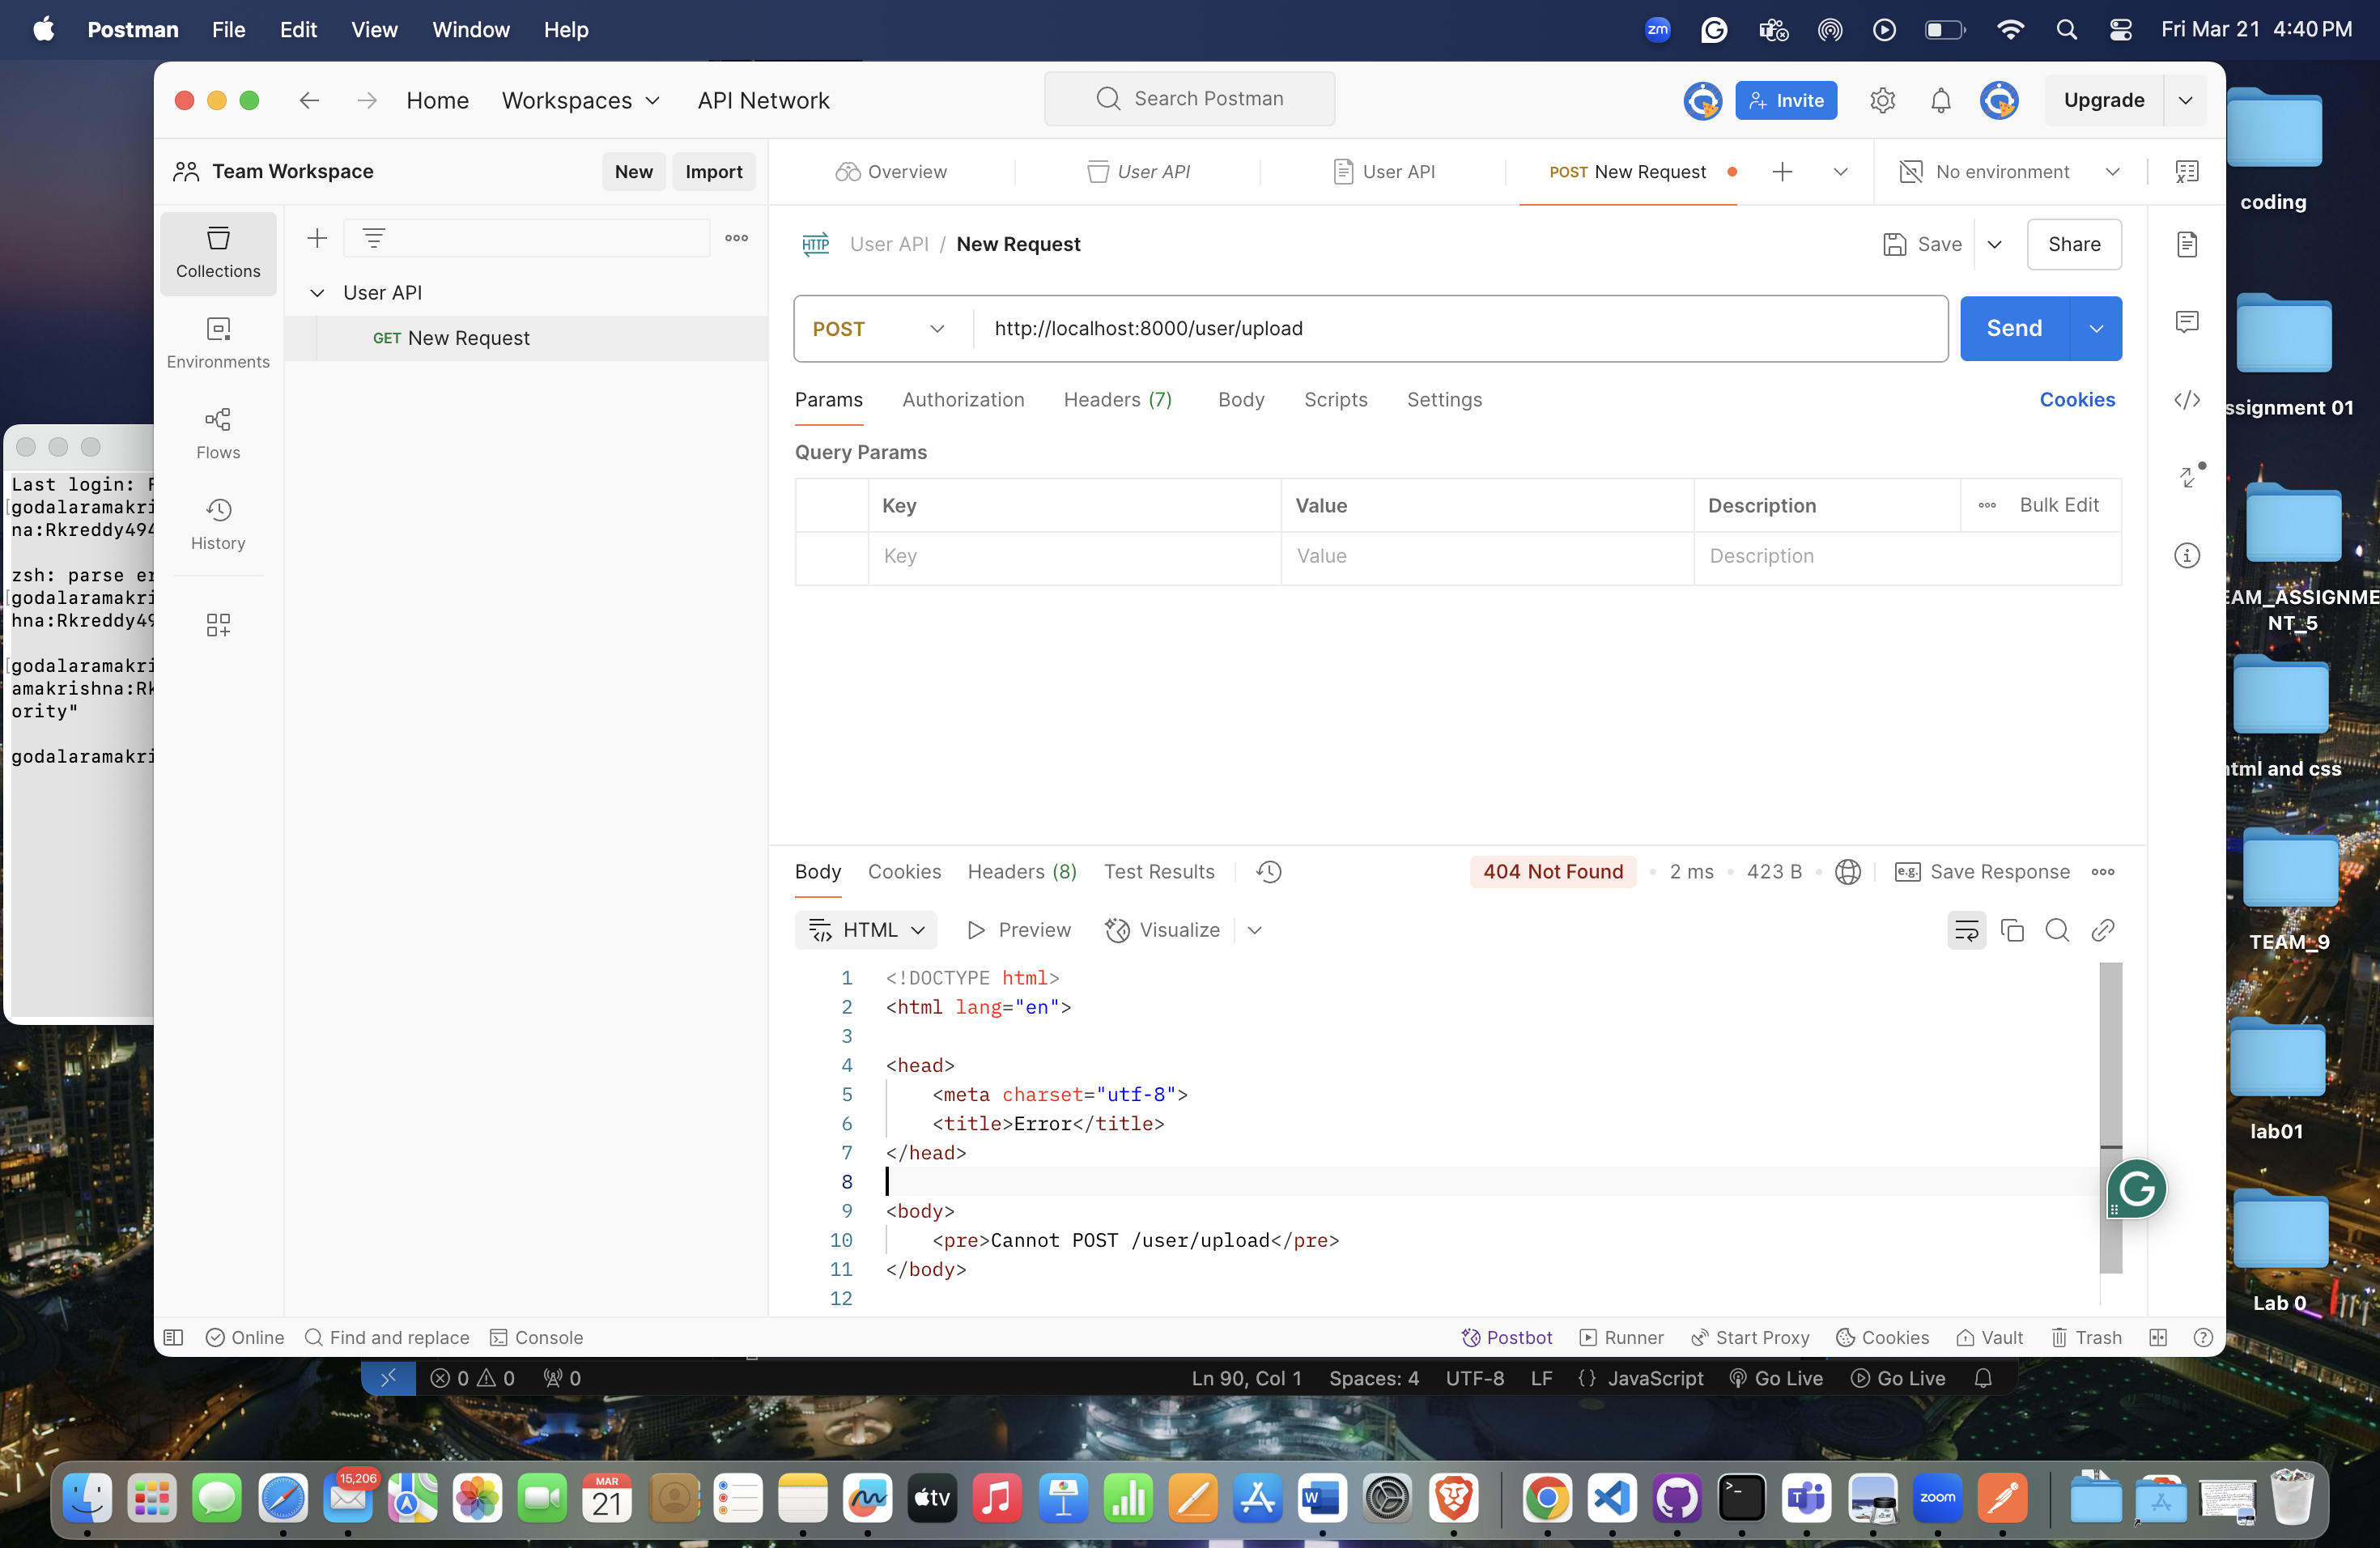 Postman File Edit View Window Help
zm
Fri Mar 21 4:40 PM
Home Workspaces API Network
Search Postman
Invite
Upgrade
Team Workspace
New Import
Overview
User API
User API
POST New Request
No environment
Collections
Environments
Flows
History
User API
GET New Request
HTTP User API / New Request
Save
Share
POST
http://localhost:8000/user/upload
Send
Params Authorization Headers (7) Body Scripts Settings
Cookies
Query Params
Key Value Description Bulk Edit
Key Value Description
Body Cookies Headers (8) Test Results
404 Not Found 2 ms 423 B
e.g. Save Response
HTML Preview Visualize
1 <!DOCTYPE html>
2 <html lang="en">
3
4 <head>
5 <meta charset="utf-8">
6 <title>Error</title>
7 </head>
8
9 <body>
10 <pre>Cannot POST /user/upload</pre>
11 </body>
12
Online Find and replace Console
Postbot Runner Start Proxy Cookies Vault Trash
0 0 0
Ln 90, Col 1 Spaces: 4 UTF-8 LF {} JavaScript Go Live Go Live
Last login: F
[godalaramakri
na:Rkreddy494
zsh: parse er
[godalaramakri
hna:Rkreddy49
[godalaramakri
amakrishna:Rk
ority"
godalaramakri
coding
ssignment 01
EAM_ASSIGNME
NT_5
tml and css
TEAM_9
lab01
Lab 0
15,206
MAR
21
tv
W
T
zoom